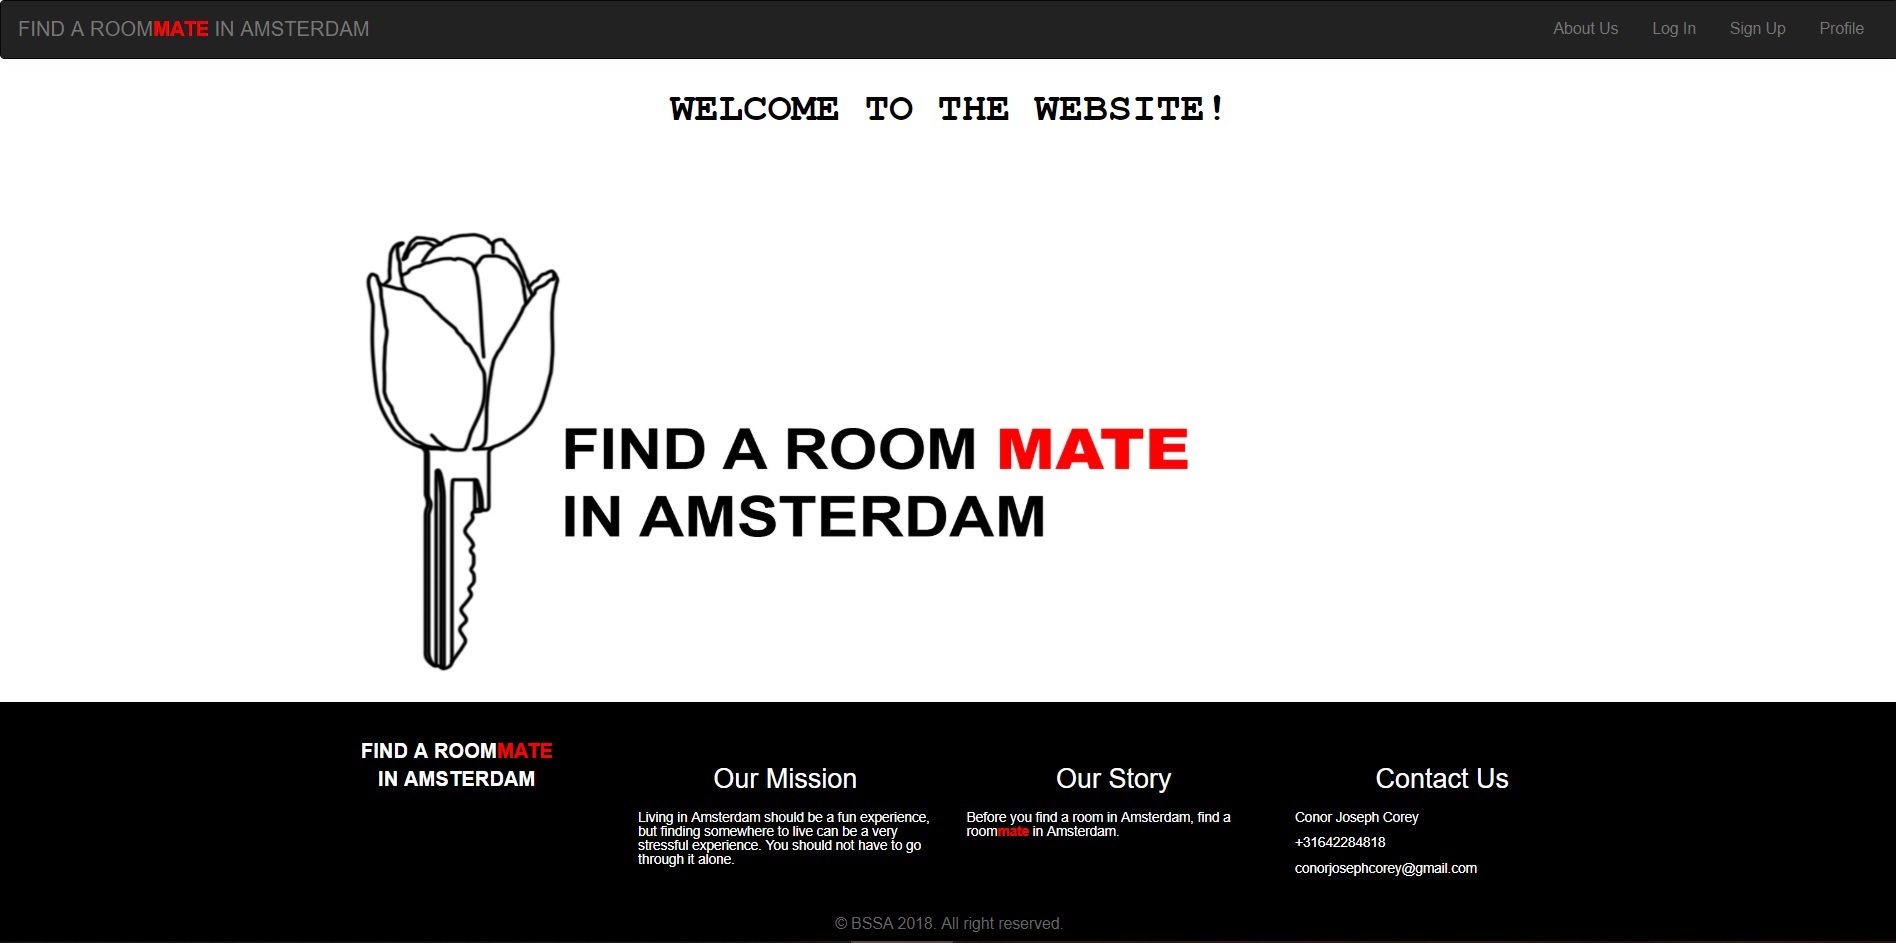 FIND A ROOMMATE IN AMSTERDAM
About Us
Log In
Sign Up
Profile
WELCOME TO THE WEBSITE!
FIND A ROOM MATE
IN AMSTERDAM
FIND A ROOMMATE
IN AMSTERDAM
Our Mission
Living in Amsterdam should be a fun experience,
but finding somewhere to live can be a very
stressful experience. You should not have to go
through it alone.
Our Story
Before you find a room in Amsterdam, find a
roommate in Amsterdam.
Contact Us
Conor Joseph Corey
+31642284818
conorjosephcorey@gmail.com
© BSSA 2018. All right reserved.